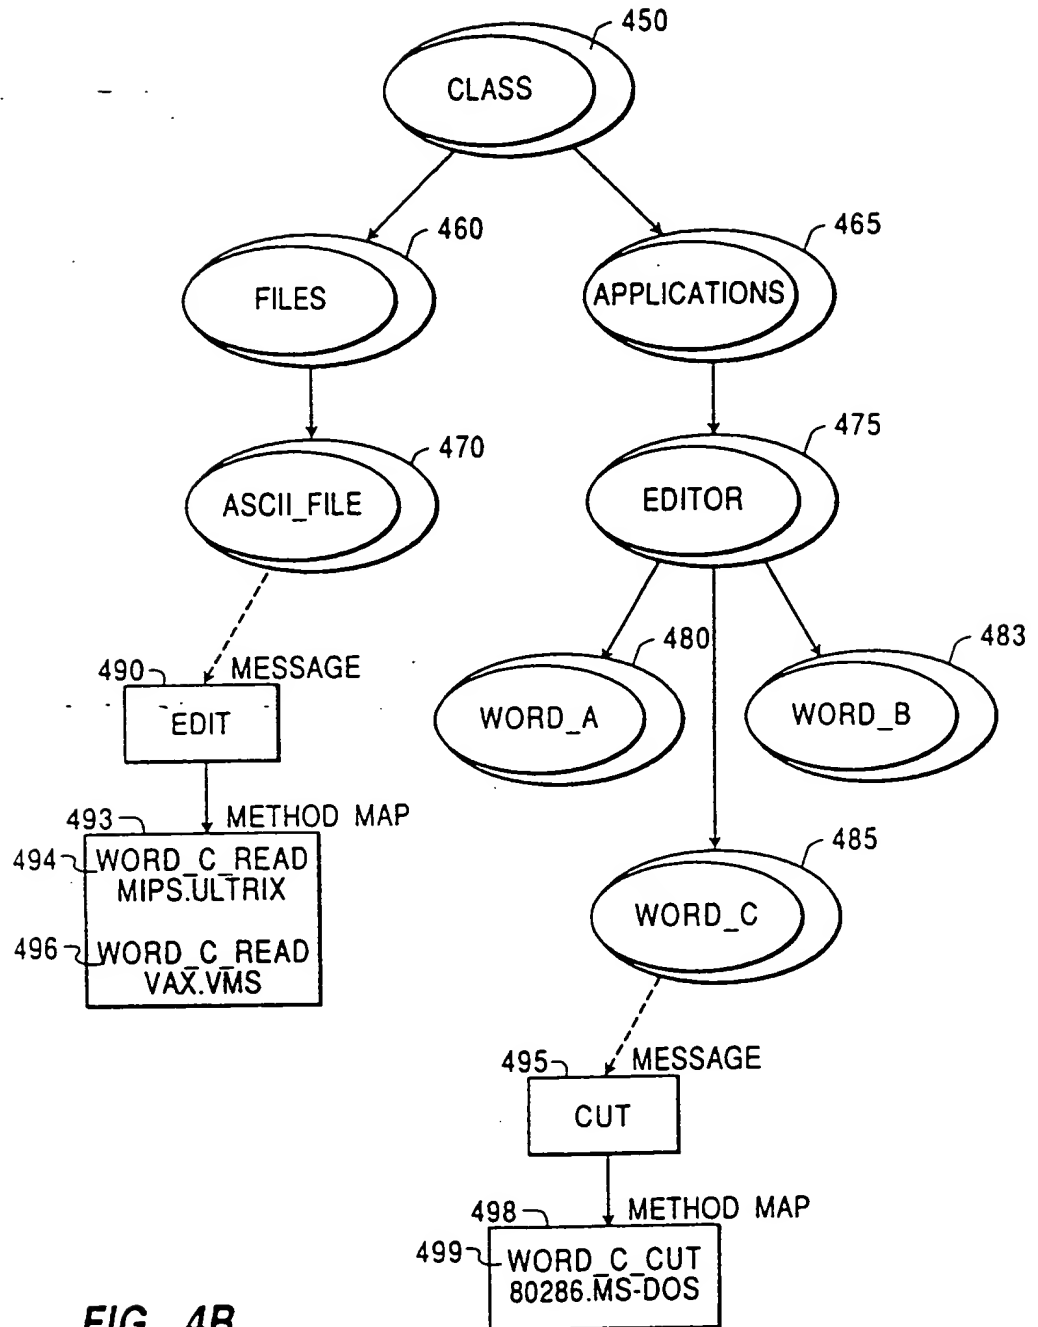 450
CLASS
460
465
FILES
APPLICATIONS
470
475
ASCII_FILE
EDITOR
480
483
490
MESSAGE
EDIT
WORD_A
WORD_B
493
METHOD MAP
494
WORD_C_READ
MIPS.ULTRIX
485
496
WORD_C_READ
VAX.VMS
WORD_C
495
MESSAGE
CUT
498
METHOD MAP
499
WORD_C_CUT
80286.MS-DOS
FIG. 4B